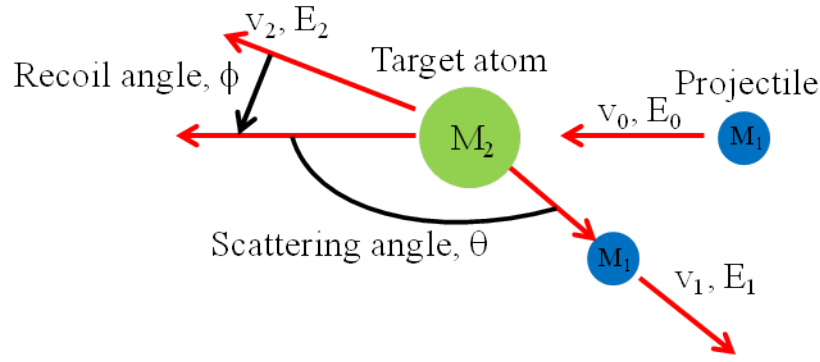 v₂, E₂
Target atom
Recoil angle, ϕ
Projectile
v₀, E₀
M₂
M₁
Scattering angle, θ
M₁
v₁, E₁